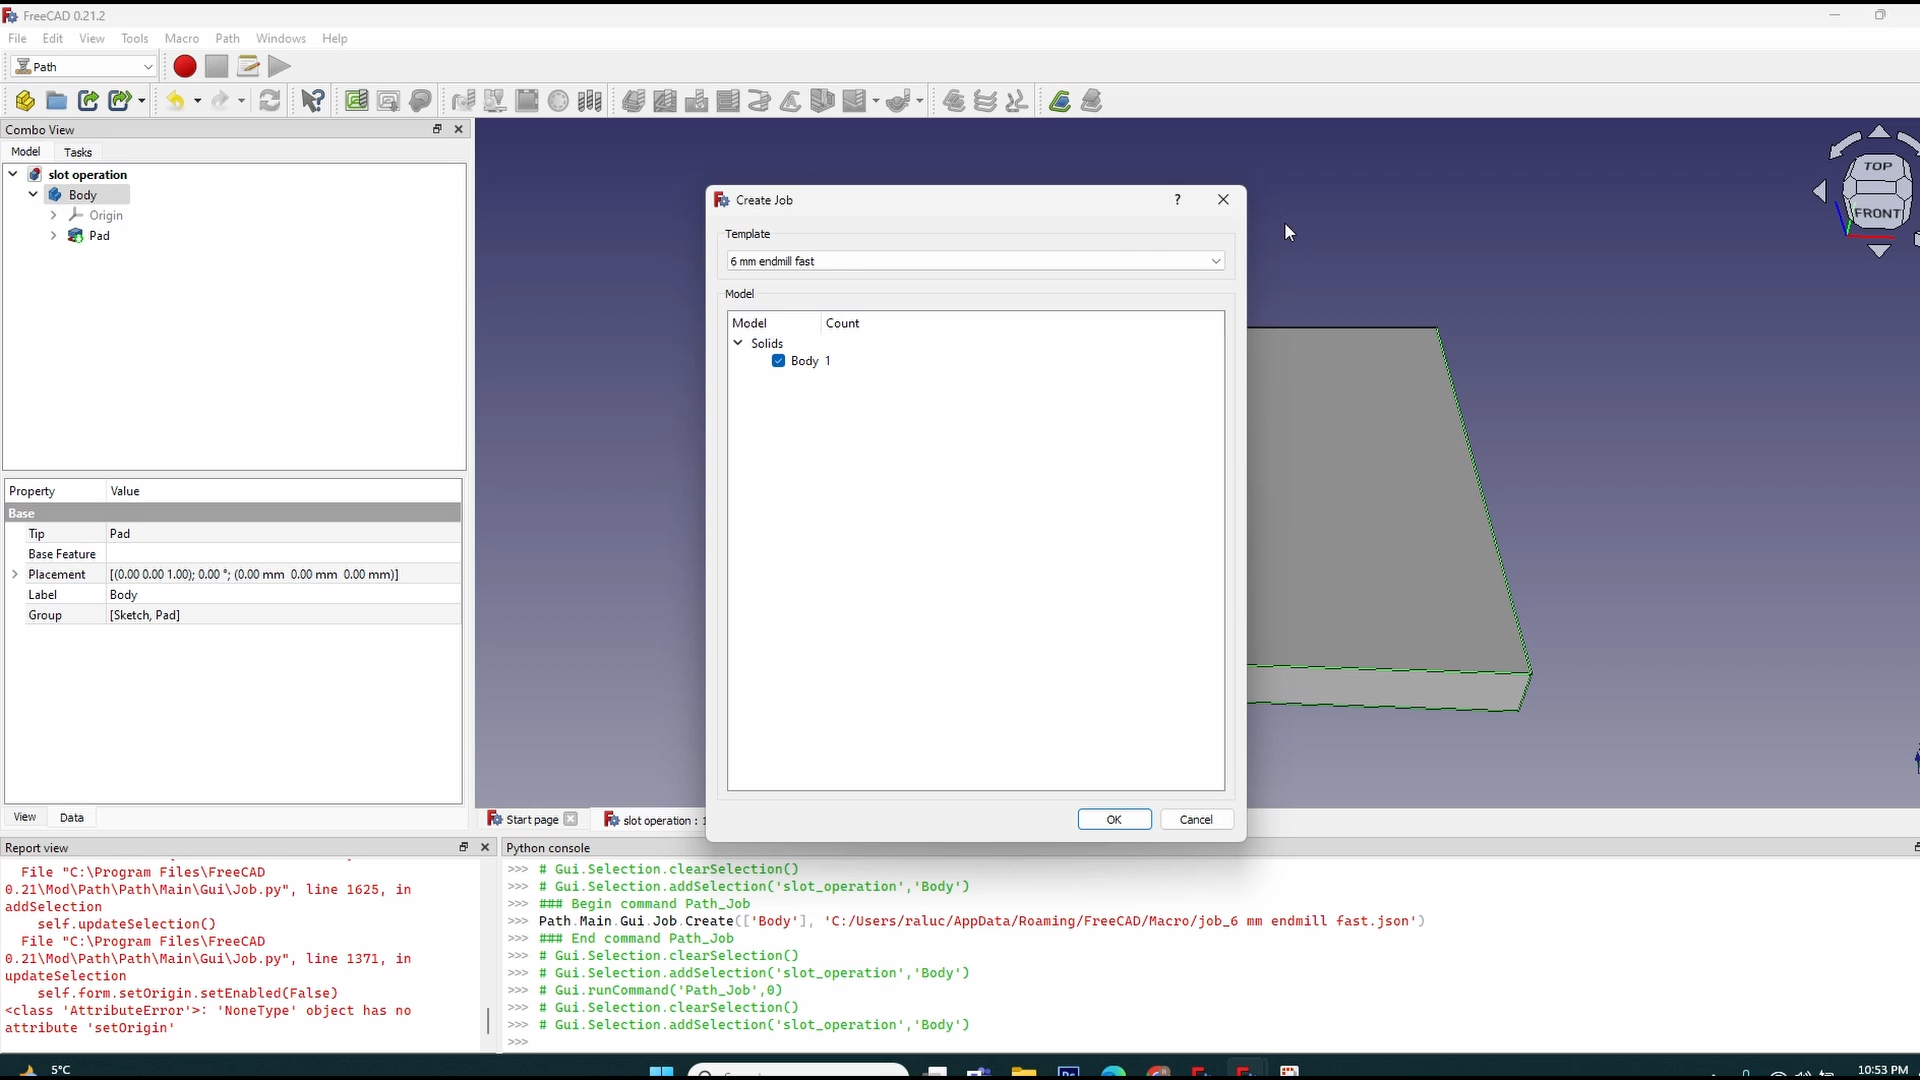 FreeCAD 0.21.2
File Edit View Tools Macro Path Windows Help
Path
Combo View
Model Tasks
slot operation
Body
Origin
Pad
Property Value
Base
Tip Pad
Base Feature
Placement [(0.00 0.00 1.00); 0.00 °; (0.00 mm 0.00 mm 0.00 mm)]
Label Body
Group [Sketch, Pad]
View Data
Create Job
?
Template
6 mm endmill fast
Model
Model Count
Solids
Body 1
OK Cancel
TOP
FRONT
Start page
slot operation : 1
Report view
File "C:\Program Files\FreeCAD
0.21\Mod\Path\Path\Main\Gui\Job.py", line 1625, in
addSelection
self.updateSelection()
File "C:\Program Files\FreeCAD
0.21\Mod\Path\Path\Main\Gui\Job.py", line 1371, in
updateSelection
self.form.setOrigin.setEnabled(False)
<class 'AttributeError'>: 'NoneType' object has no
attribute 'setOrigin'
Python console
>>> # Gui.Selection.clearSelection()
>>> # Gui.Selection.addSelection('slot_operation','Body')
>>> ### Begin command Path_Job
>>> Path.Main.Gui.Job.Create(['Body'], 'C:/Users/raluc/AppData/Roaming/FreeCAD/Macro/job_6 mm endmill fast.json')
>>> ### End command Path_Job
>>> # Gui.Selection.clearSelection()
>>> # Gui.Selection.addSelection('slot_operation','Body')
>>> # Gui.runCommand('Path_Job',0)
>>> # Gui.Selection.clearSelection()
>>> # Gui.Selection.addSelection('slot_operation','Body')
>>>
5°C
10:53 PM